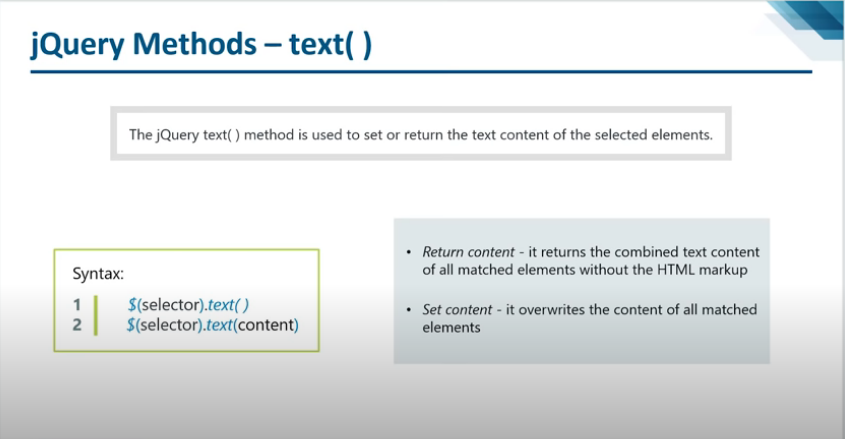 jQuery Methods – text( )
The jQuery text( ) method is used to set or return the text content of the selected elements.
Syntax:
1 $(selector).text( )
2 $(selector).text(content)
• Return content - it returns the combined text content
of all matched elements without the HTML markup
• Set content - it overwrites the content of all matched
elements